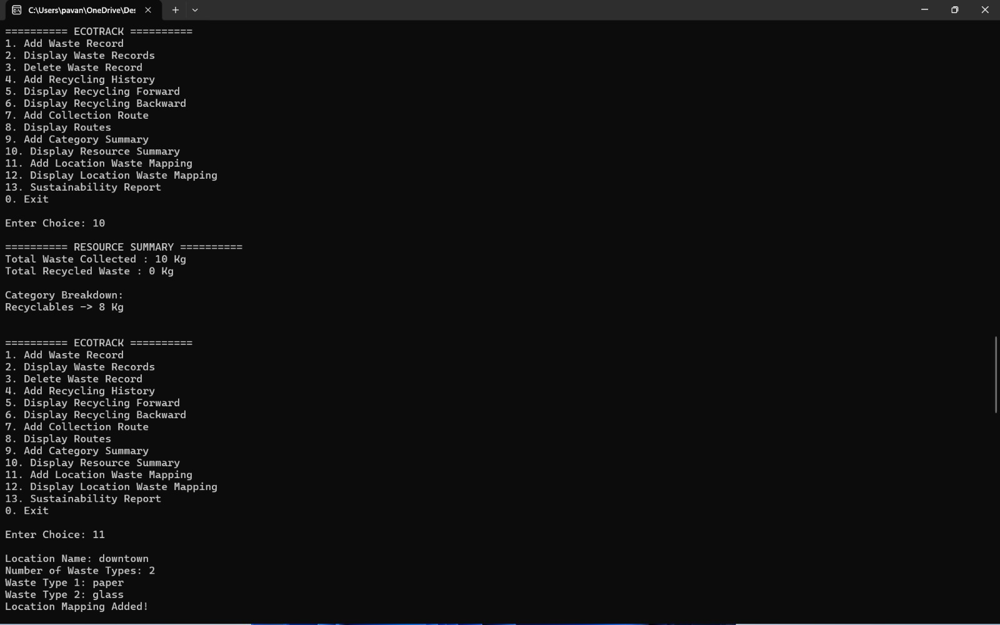 C:\Users\pavan\OneDrive\Des
========== ECOTRACK ==========
1. Add Waste Record
2. Display Waste Records
3. Delete Waste Record
4. Add Recycling History
5. Display Recycling Forward
6. Display Recycling Backward
7. Add Collection Route
8. Display Routes
9. Add Category Summary
10. Display Resource Summary
11. Add Location Waste Mapping
12. Display Location Waste Mapping
13. Sustainability Report
0. Exit
Enter Choice: 10
========== RESOURCE SUMMARY ==========
Total Waste Collected : 10 Kg
Total Recycled Waste : 0 Kg
Category Breakdown:
Recyclables -> 8 Kg
========== ECOTRACK ==========
1. Add Waste Record
2. Display Waste Records
3. Delete Waste Record
4. Add Recycling History
5. Display Recycling Forward
6. Display Recycling Backward
7. Add Collection Route
8. Display Routes
9. Add Category Summary
10. Display Resource Summary
11. Add Location Waste Mapping
12. Display Location Waste Mapping
13. Sustainability Report
0. Exit
Enter Choice: 11
Location Name: downtown
Number of Waste Types: 2
Waste Type 1: paper
Waste Type 2: glass
Location Mapping Added!